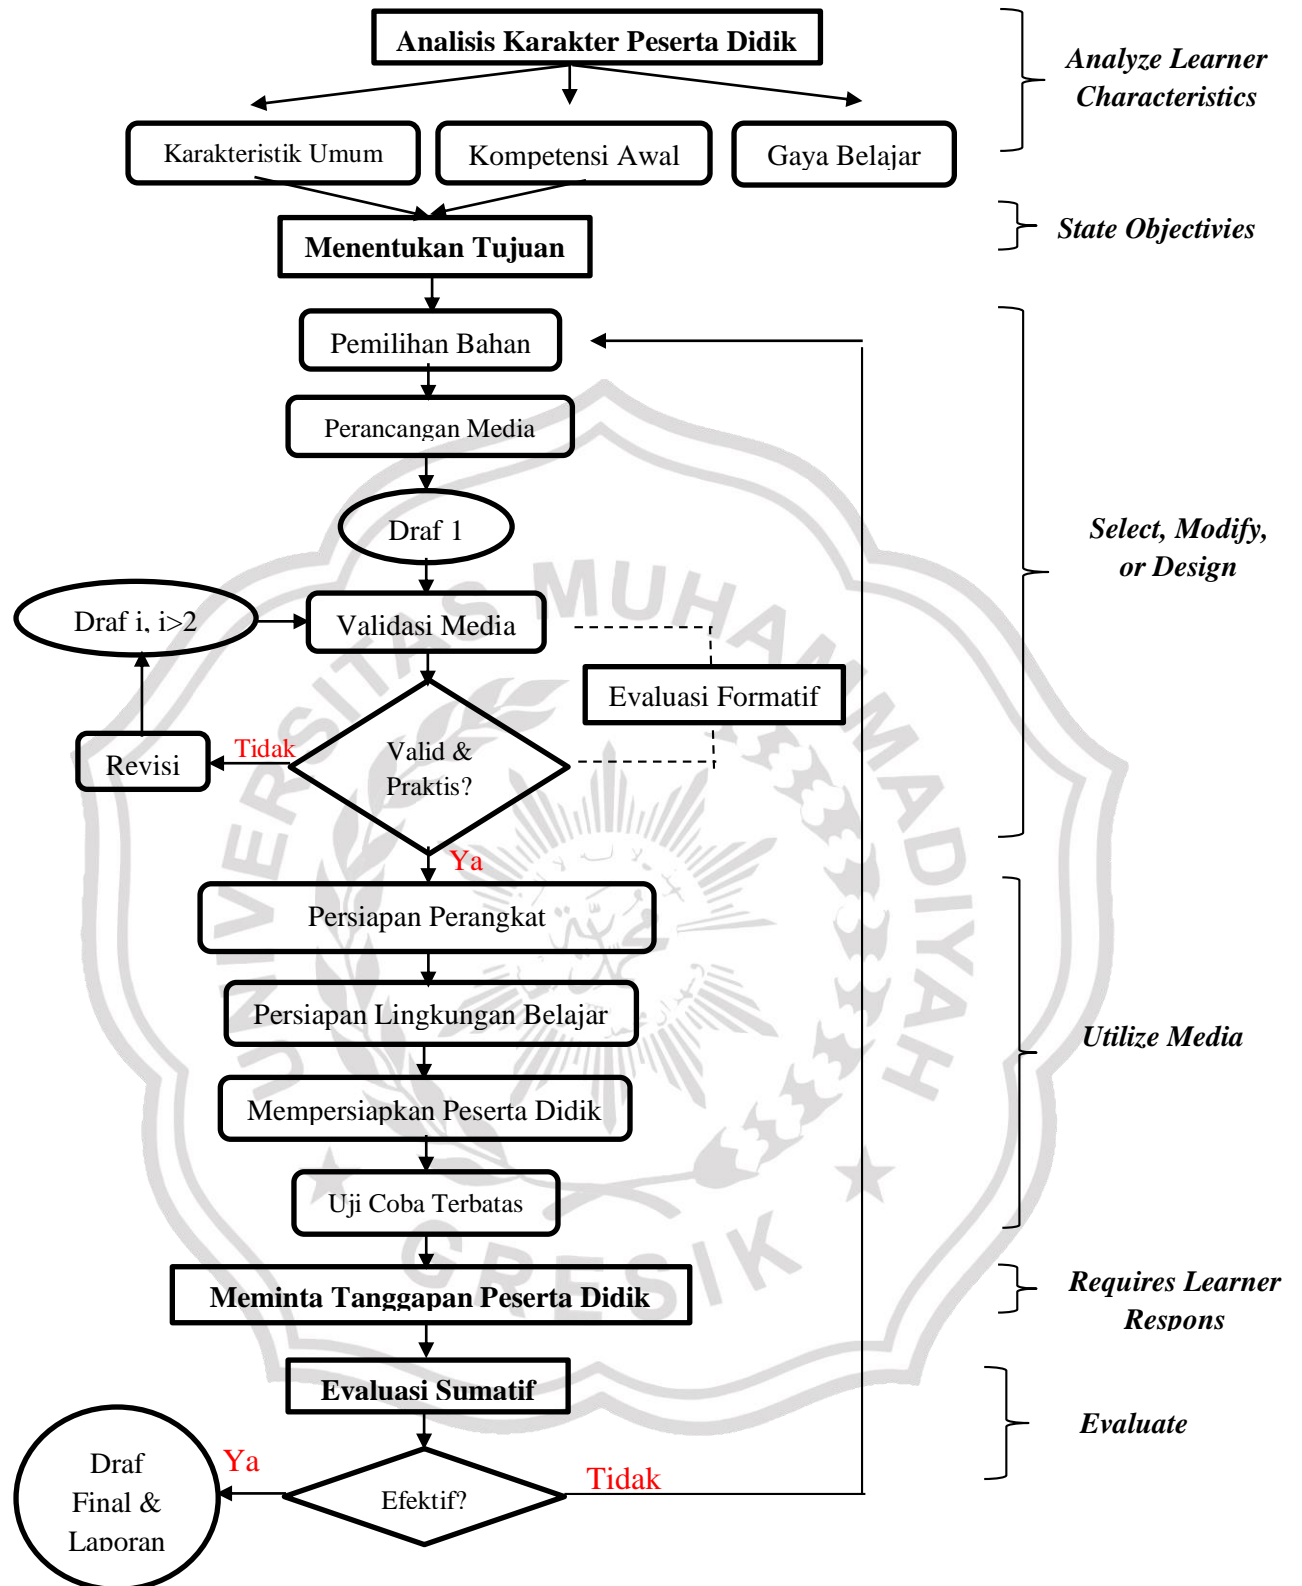 Analisis Karakter Peserta Didik
Analyze Learner
Characteristics
Karakteristik Umum
Kompetensi Awal
Gaya Belajar
Menentukan Tujuan
State Objectivies
Pemilihan Bahan
Perancangan Media
Draf 1
Select, Modify,
or Design
Draf i, i>2
Validasi Media
Evaluasi Formatif
Revisi
Tidak
Valid &
Praktis?
Ya
Persiapan Perangkat
Persiapan Lingkungan Belajar
Utilize Media
Mempersiapkan Peserta Didik
Uji Coba Terbatas
Meminta Tanggapan Peserta Didik
Requires Learner
Respons
Evaluasi Sumatif
Evaluate
Draf
Final &
Laporan
Ya
Efektif?
Tidak
UNIVERSITAS MUHAMMADIYAH
GRESIK